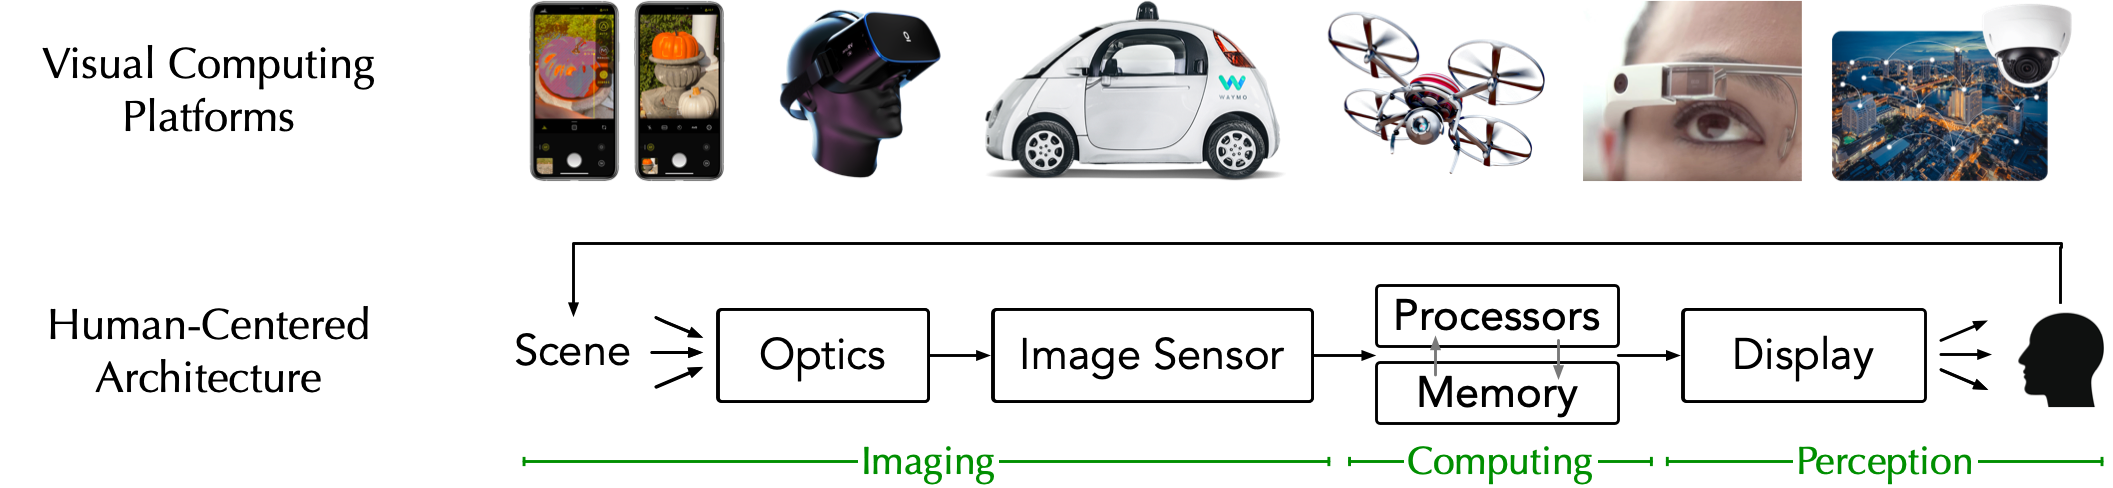 Visual Computing
Platforms
WAYMO
Human-Centered
Architecture
Scene
Optics
Image Sensor
Processors
Memory
Display
Imaging
Computing
Perception